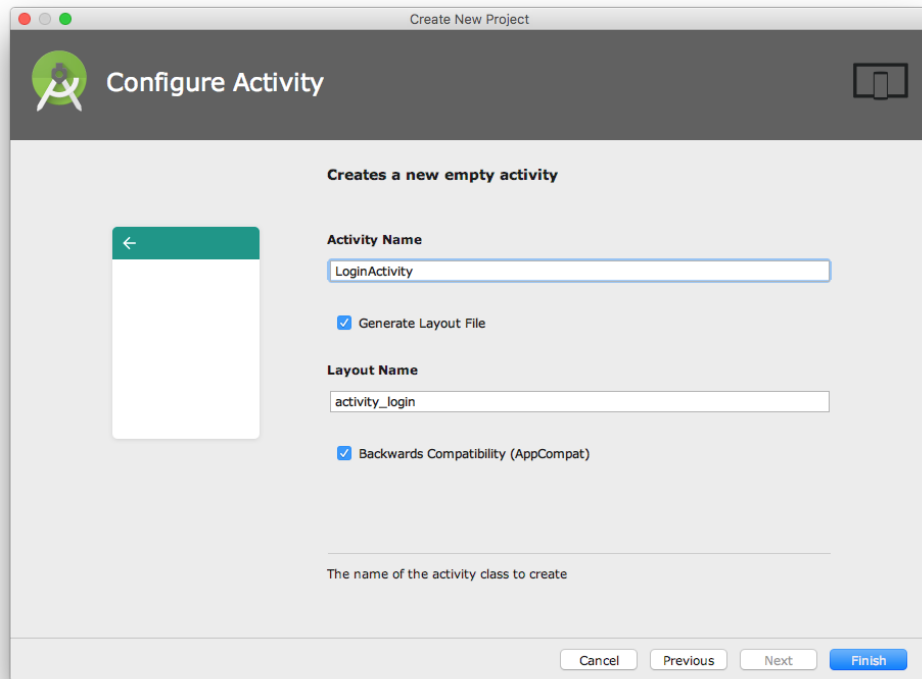 Create New Project
Configure Activity
Creates a new empty activity
Activity Name
LoginActivity
Generate Layout File
Layout Name
activity_login
Backwards Compatibility (AppCompat)
The name of the activity class to create
Cancel Previous Next Finish